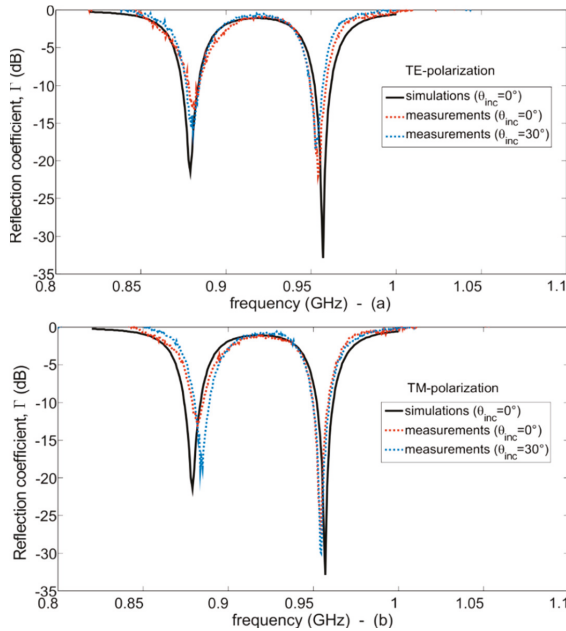 0
-5
-10
-15
-20
-25
-30
-35
Reflection coefficient, Γ (dB)
TE-polarization
simulations (θinc=0°)
measurements (θinc=0°)
measurements (θinc=30°)
0.8 0.85 0.9 0.95 1 1.05 1.1
frequency (GHz) - (a)
0
-5
-10
-15
-20
-25
-30
-35
Reflection coefficient, Γ (dB)
TM-polarization
simulations (θinc=0°)
measurements (θinc=0°)
measurements (θinc=30°)
0.8 0.85 0.9 0.95 1 1.05 1.1
frequency (GHz) - (b)